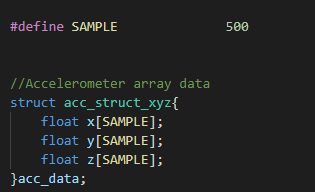 #define SAMPLE 500
//Accelerometer array data
struct acc_struct_xyz{
float x[SAMPLE];
float y[SAMPLE];
float z[SAMPLE];
}acc_data;